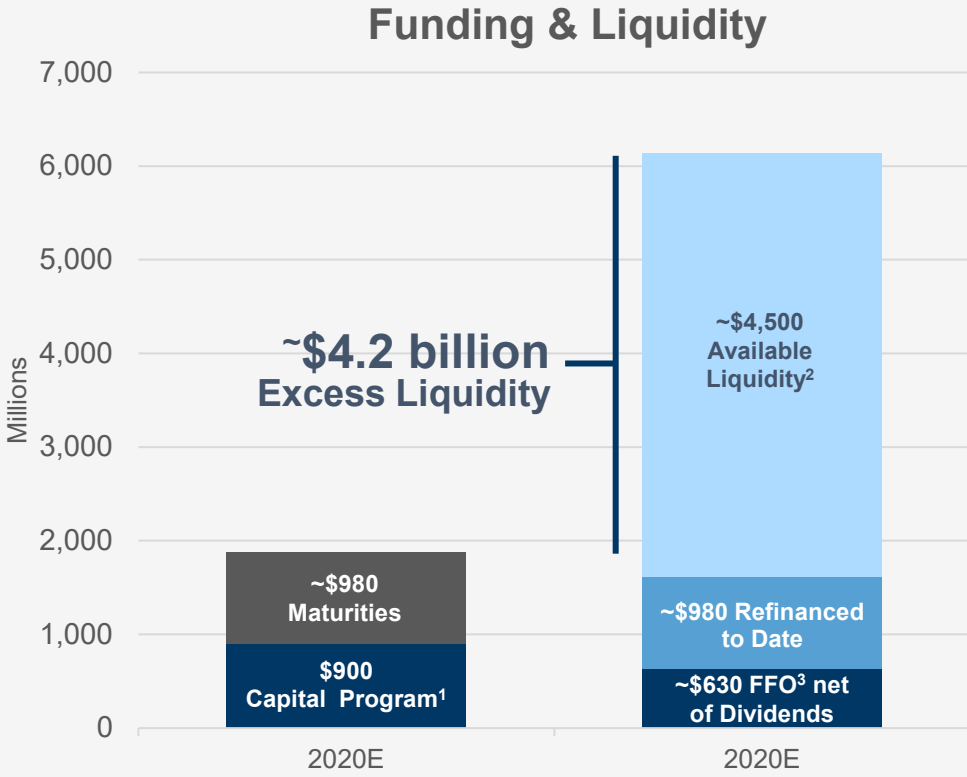 Funding & Liquidity
7,000
6,000
5,000
4,000
3,000
2,000
1,000
0
Millions
~$4.2 billion
Excess Liquidity
~$980
Maturities
$900
Capital Program¹
~$4,500
Available
Liquidity²
~$980 Refinanced
to Date
~$630 FFO³ net
of Dividends
2020E
2020E